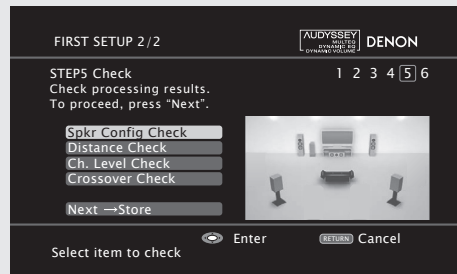 FIRST SETUP 2/2
AUDYSSEY
MULTEQ
DYNAMIC EQ
DYNAMIC VOLUME
DENON
STEP5 Check
1 2 3 4 5 6
Check processing results.
To proceed, press “Next”.
Spkr Config Check
Distance Check
Ch. Level Check
Crossover Check
Next →Store
Enter
RETURN Cancel
Select item to check